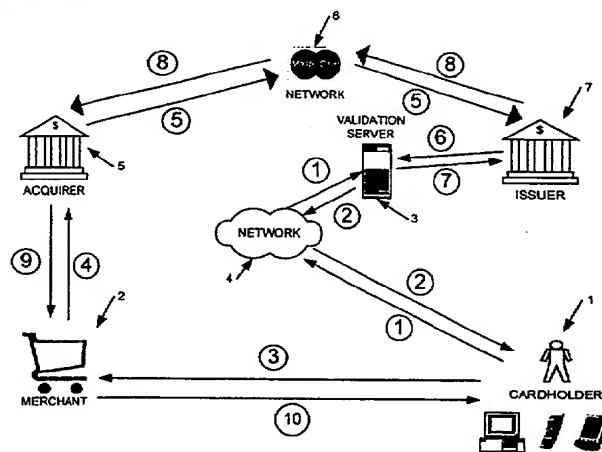 6
8
8
NETWORK
5
5
7
VALIDATION
SERVER
$
$
6
7
1
2
5
3
ACQUIRER
ISSUER
NETWORK
4
9
4
2
2
1
1
3
MERCHANT
CARDHOLDER
10